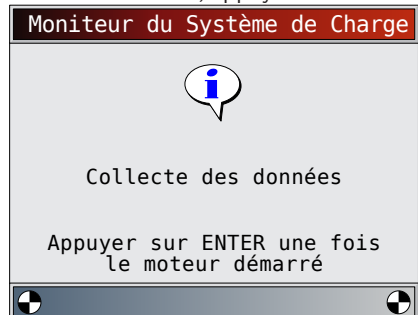 Moniteur du Système de Charge
i
Collecte des données
Appuyer sur ENTER une fois
le moteur démarré